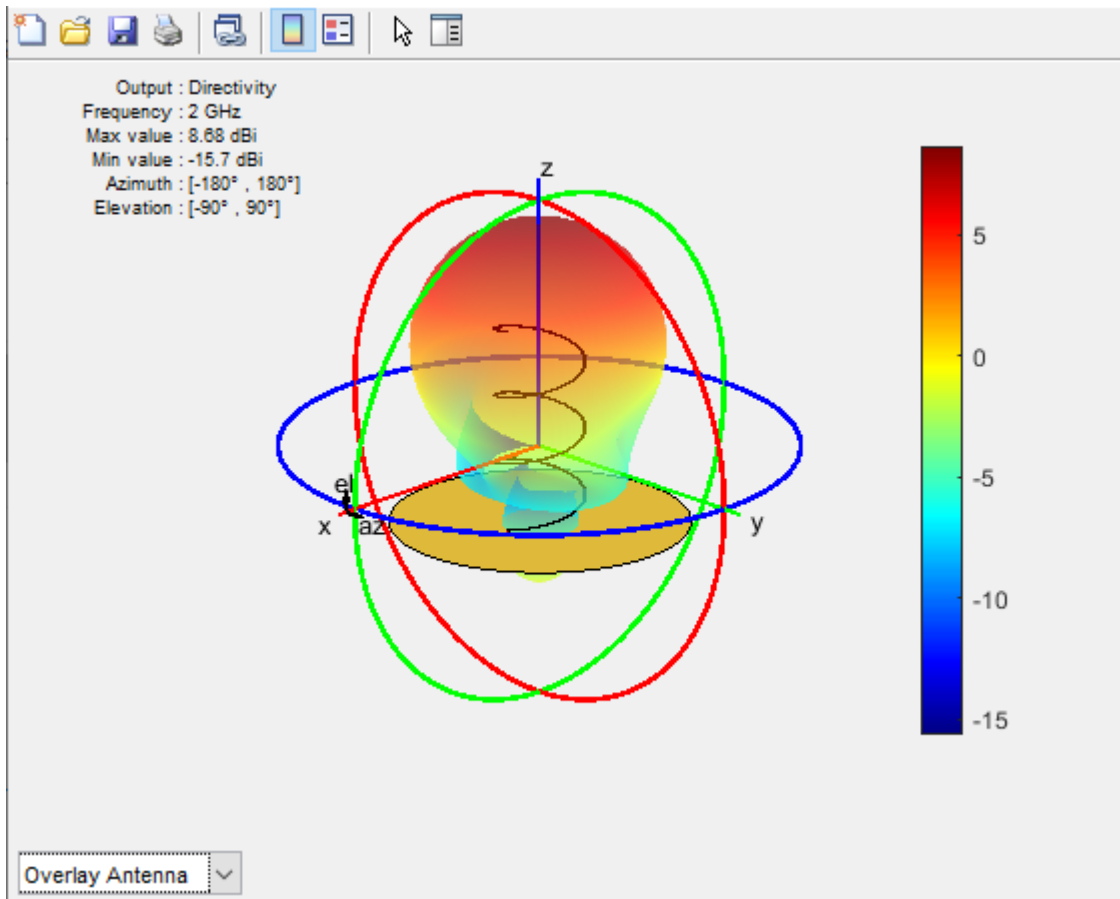 Output : Directivity
Frequency : 2 GHz
Max value : 8.68 dBi
Min value : -15.7 dBi
Azimuth : [-180° , 180°]
Elevation : [-90° , 90°]
z
5
0
-5
el
x
az
y
-10
-15
Overlay Antenna